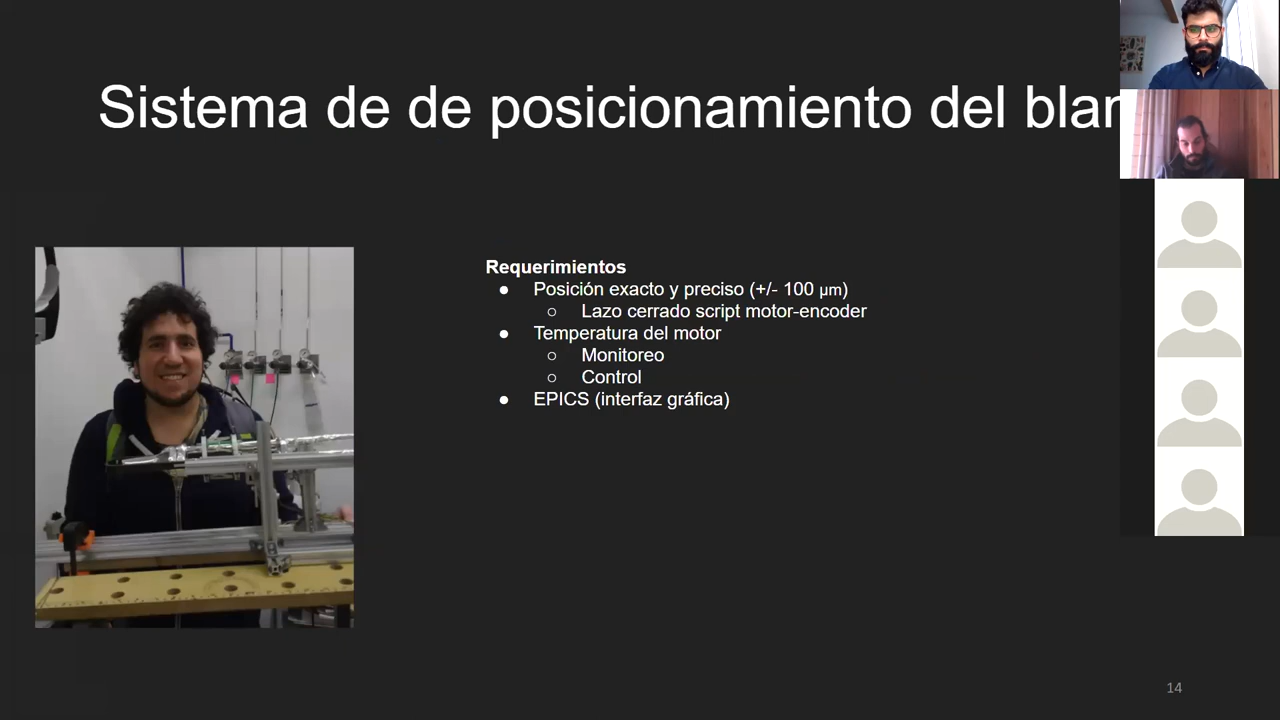 Sistema de de posicionamiento del
Requerimientos
● Posición exacto y preciso (+/- 100 µm)
○ Lazo cerrado script motor-encoder
● Temperatura del motor
○ Monitoreo
○ Control
● EPICS (interfaz gráfica)
14